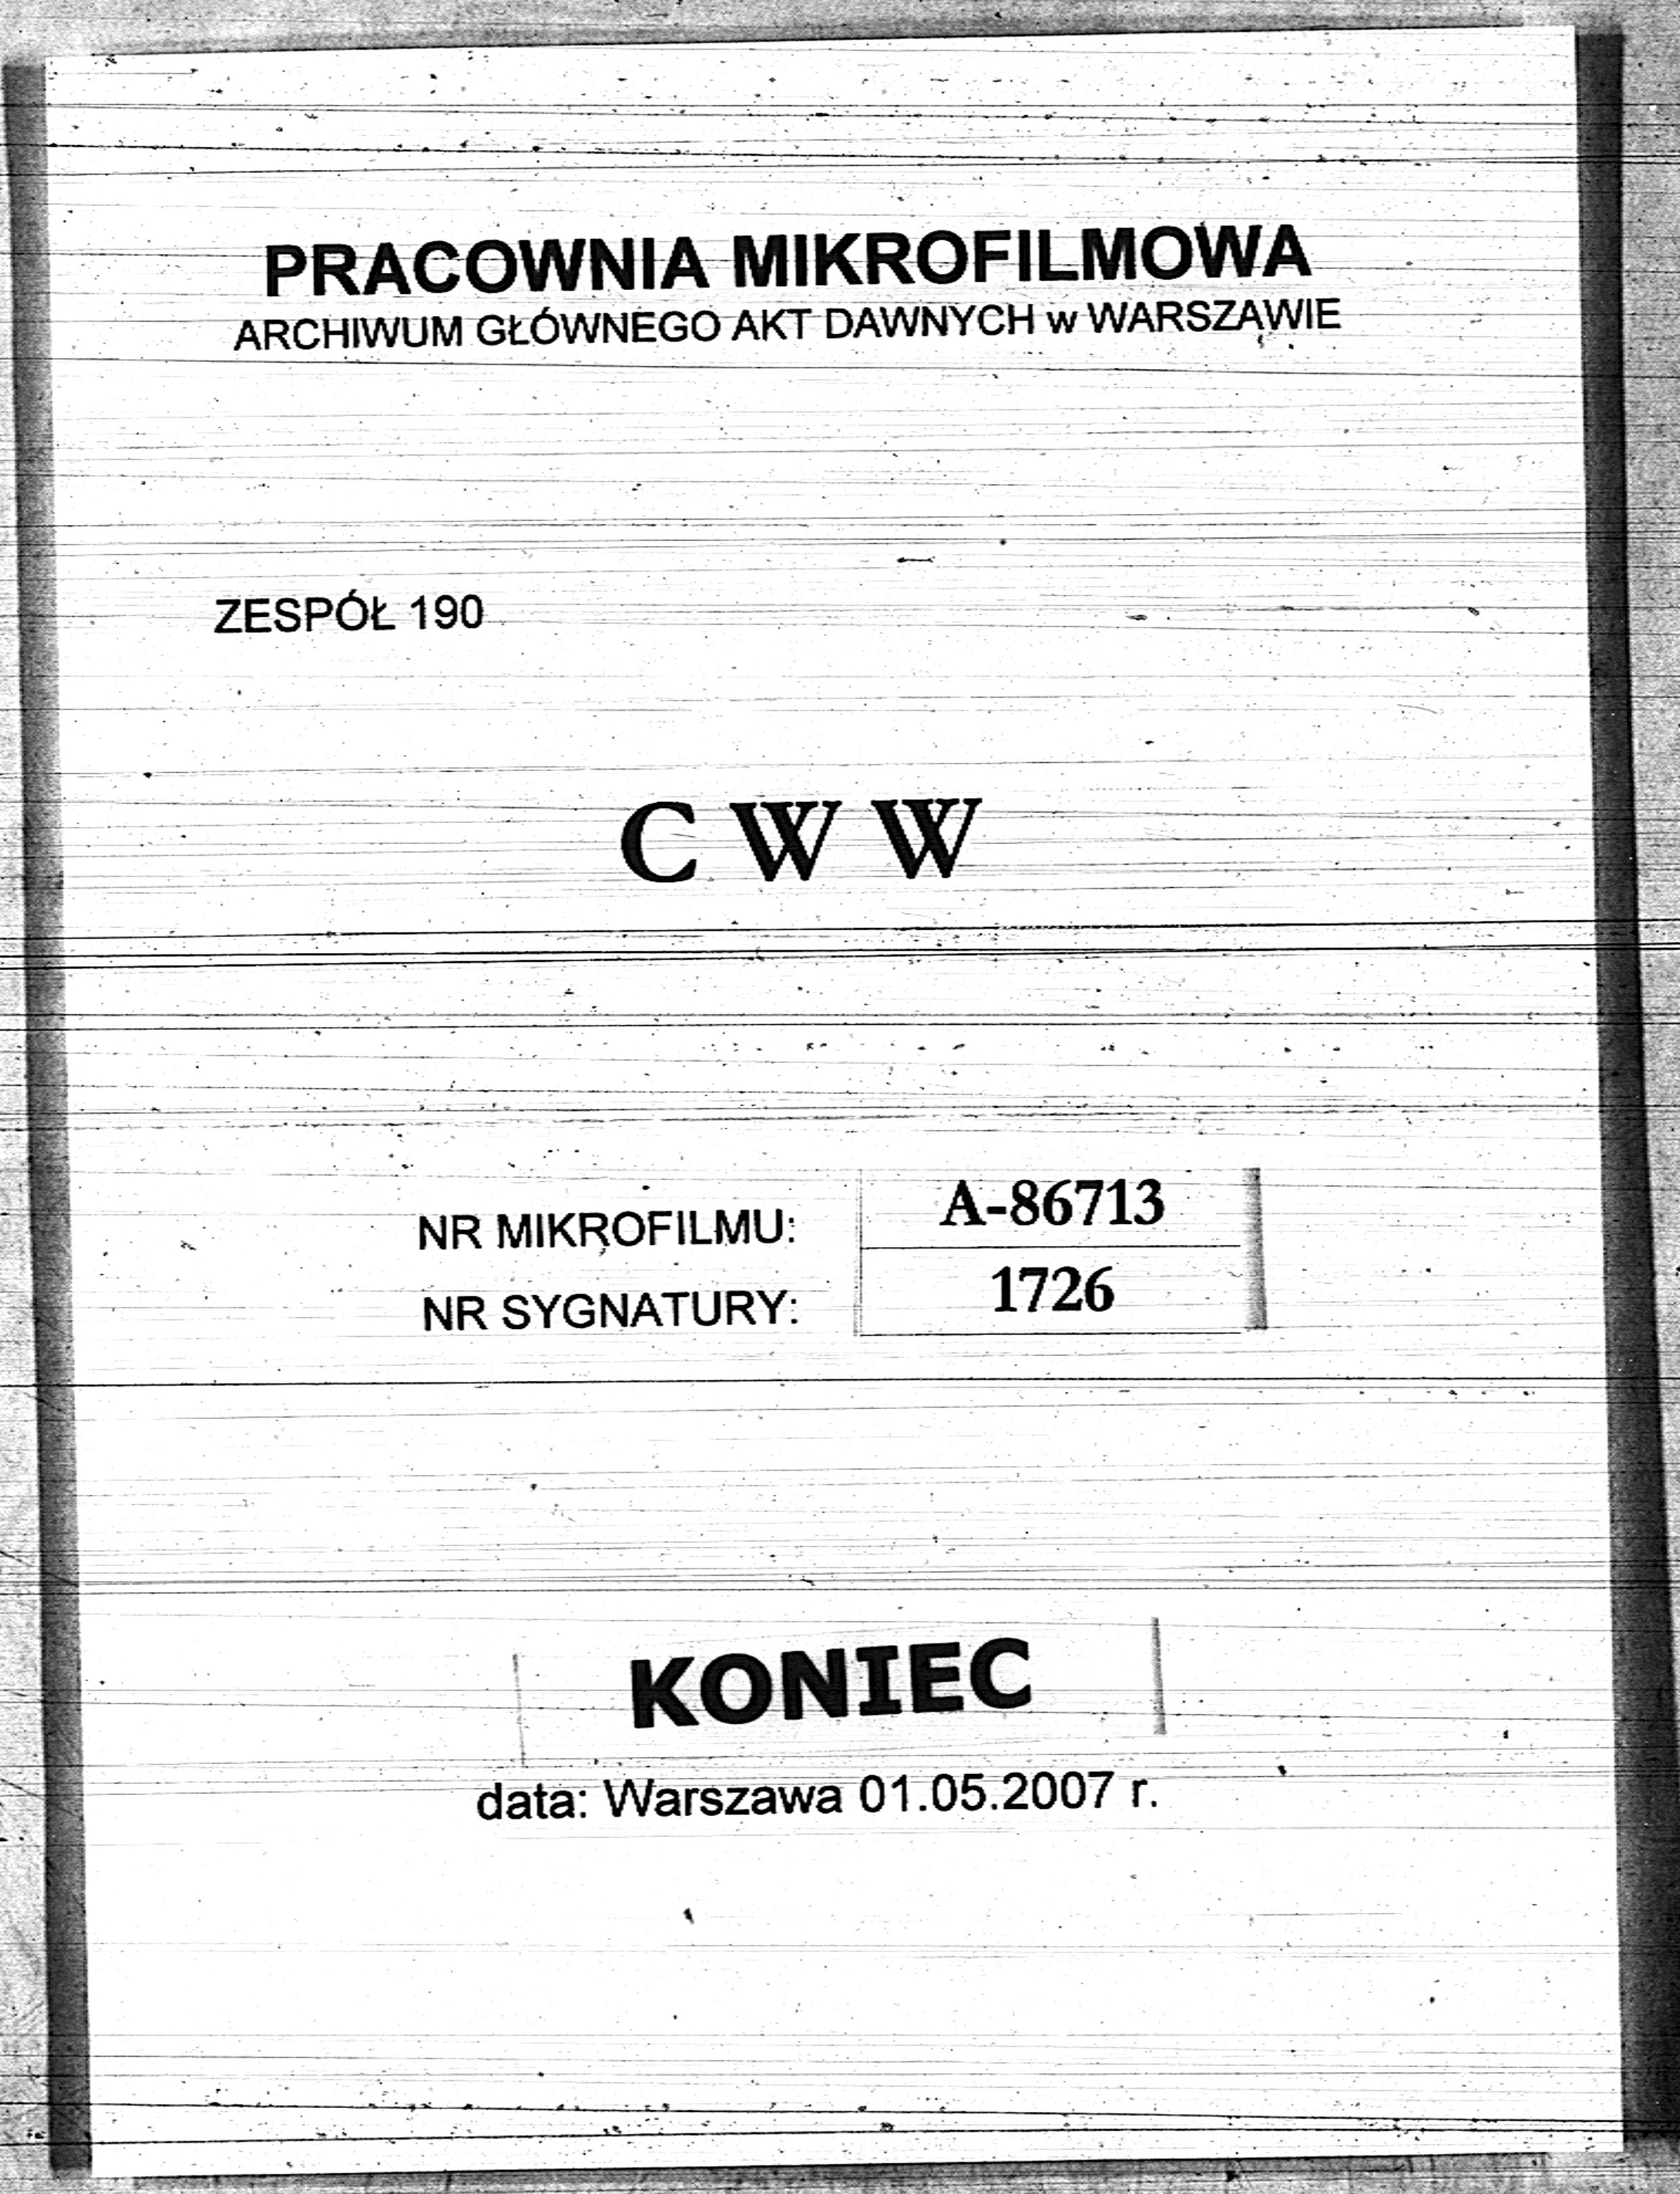 PRACOWNIA MIKROFILMOWA
ARCHIWUM GŁÓWNEGO AKT DAWNYCH w WARSZAWIE
ZESPÓŁ 190
C W W
NR MIKROFILMU: A-86713
NR SYGNATURY: 1726
KONIEC
data: Warszawa 01.05.2007 r.